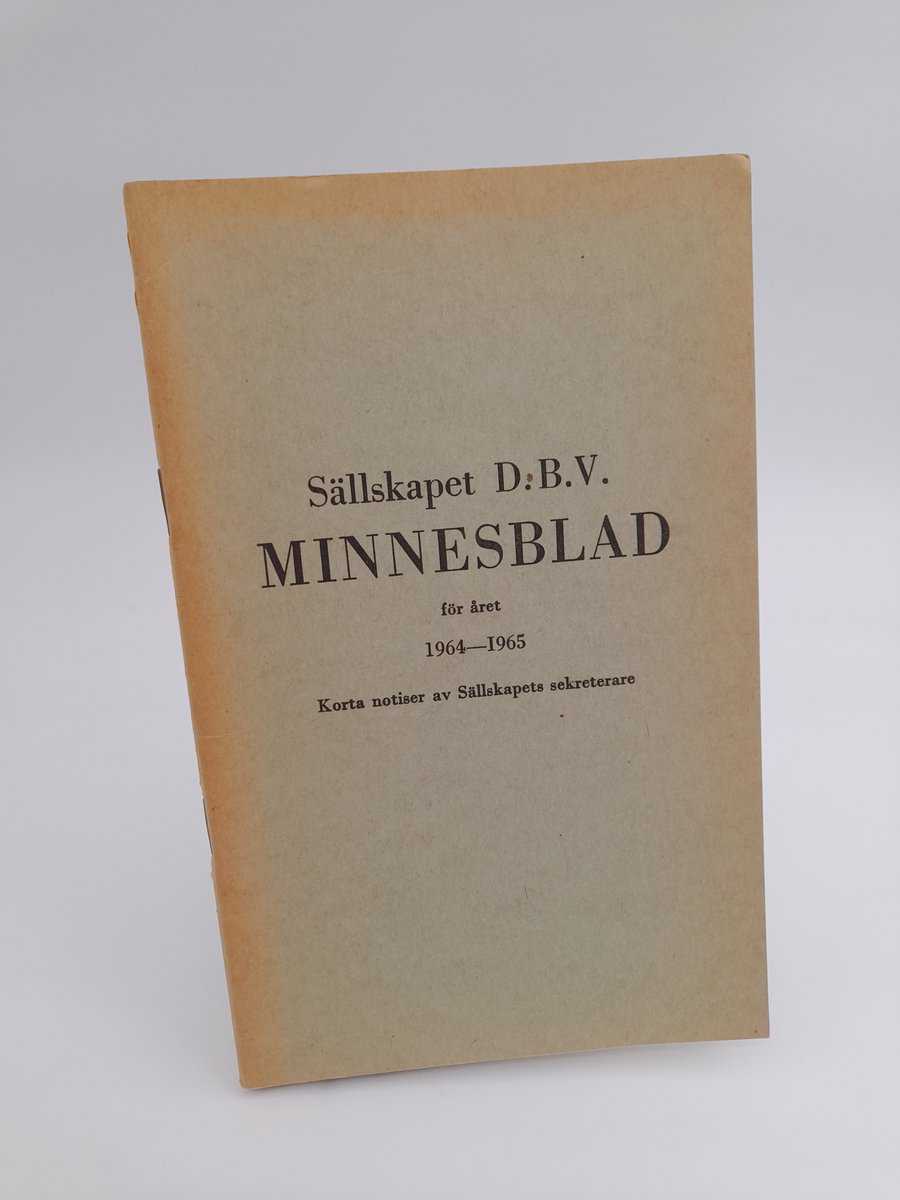 Sällskapet D.B.V.
MINNESBLAD
för året
1964—1965
Korta notiser av Sällskapets sekreterare